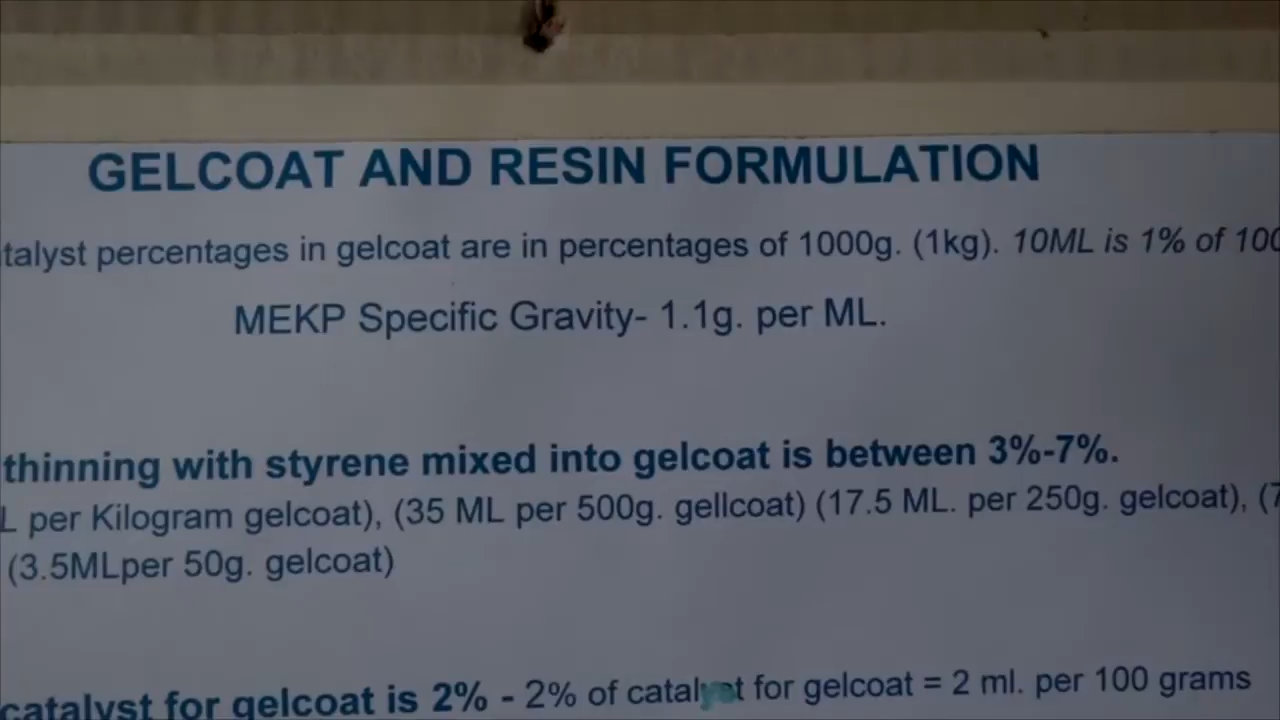 GELCOAT AND RESIN FORMULATION
talyst percentages in gelcoat are in percentages of 1000g. (1kg). 10ML is 1% of 100
MEKP Specific Gravity- 1.1g. per ML.
thinning with styrene mixed into gelcoat is between 3%-7%.
L per Kilogram gelcoat), (35 ML per 500g. gellcoat) (17.5 ML. per 250g. gelcoat), (7
(3.5MLper 50g. gelcoat)
catalyst for gelcoat is 2% - 2% of catalyst for gelcoat = 2 ml. per 100 grams